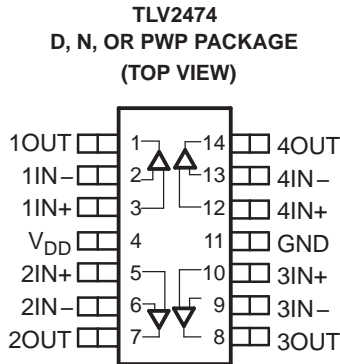 TLV2474
D, N, OR PWP PACKAGE
(TOP VIEW)
1OUT 1 14 4OUT
1IN− 2 13 4IN−
1IN+ 3 12 4IN+
VDD 4 11 GND
2IN+ 5 10 3IN+
2IN− 6 9 3IN−
2OUT 7 8 3OUT